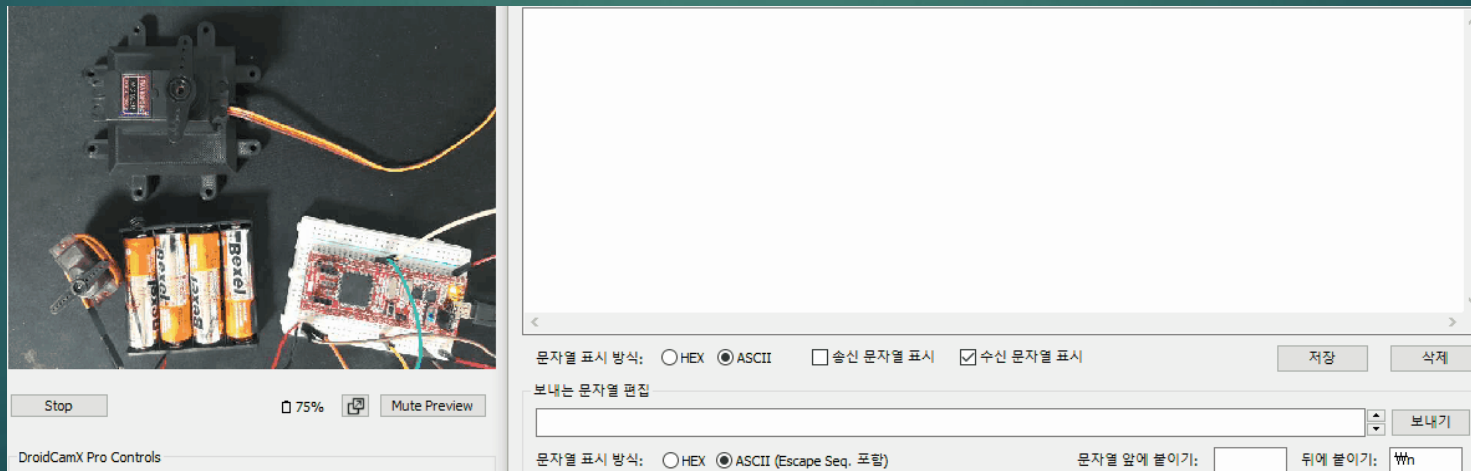 Bexel
Bexel
Bexel
Bexel
문자열 표시 방식: HEX ASCII 송신 문자열 표시 수신 문자열 표시 저장 삭제
보내는 문자열 편집
보내기
Stop 75% Mute Preview
DroidCamX Pro Controls
문자열 표시 방식: HEX ASCII (Escape Seq. 포함) 문자열 앞에 붙이기: 뒤에 붙이기: ₩n